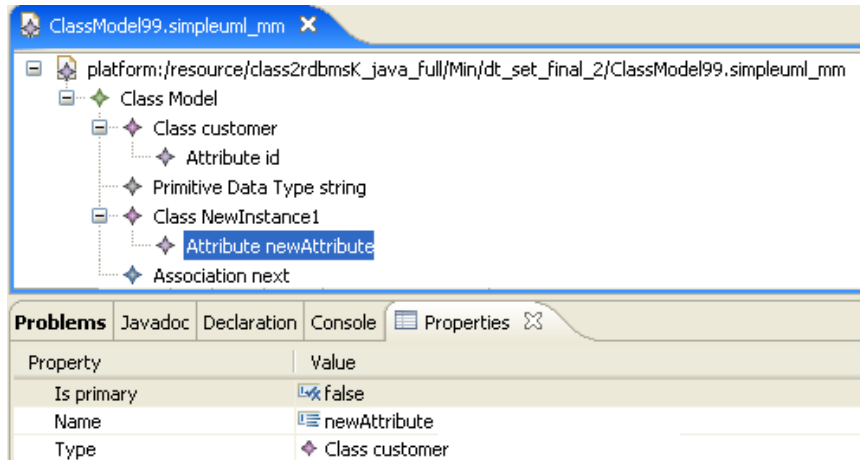 ClassModel99.simpleuml_mm
platform:/resource/class2rdbmsK_java_full/Min/dt_set_final_2/ClassModel99.simpleuml_mm
Class Model
Class customer
Attribute id
Primitive Data Type string
Class NewInstance1
Attribute newAttribute
Association next
Problems Javadoc Declaration Console Properties
Property Value
Is primary false
Name newAttribute
Type Class customer